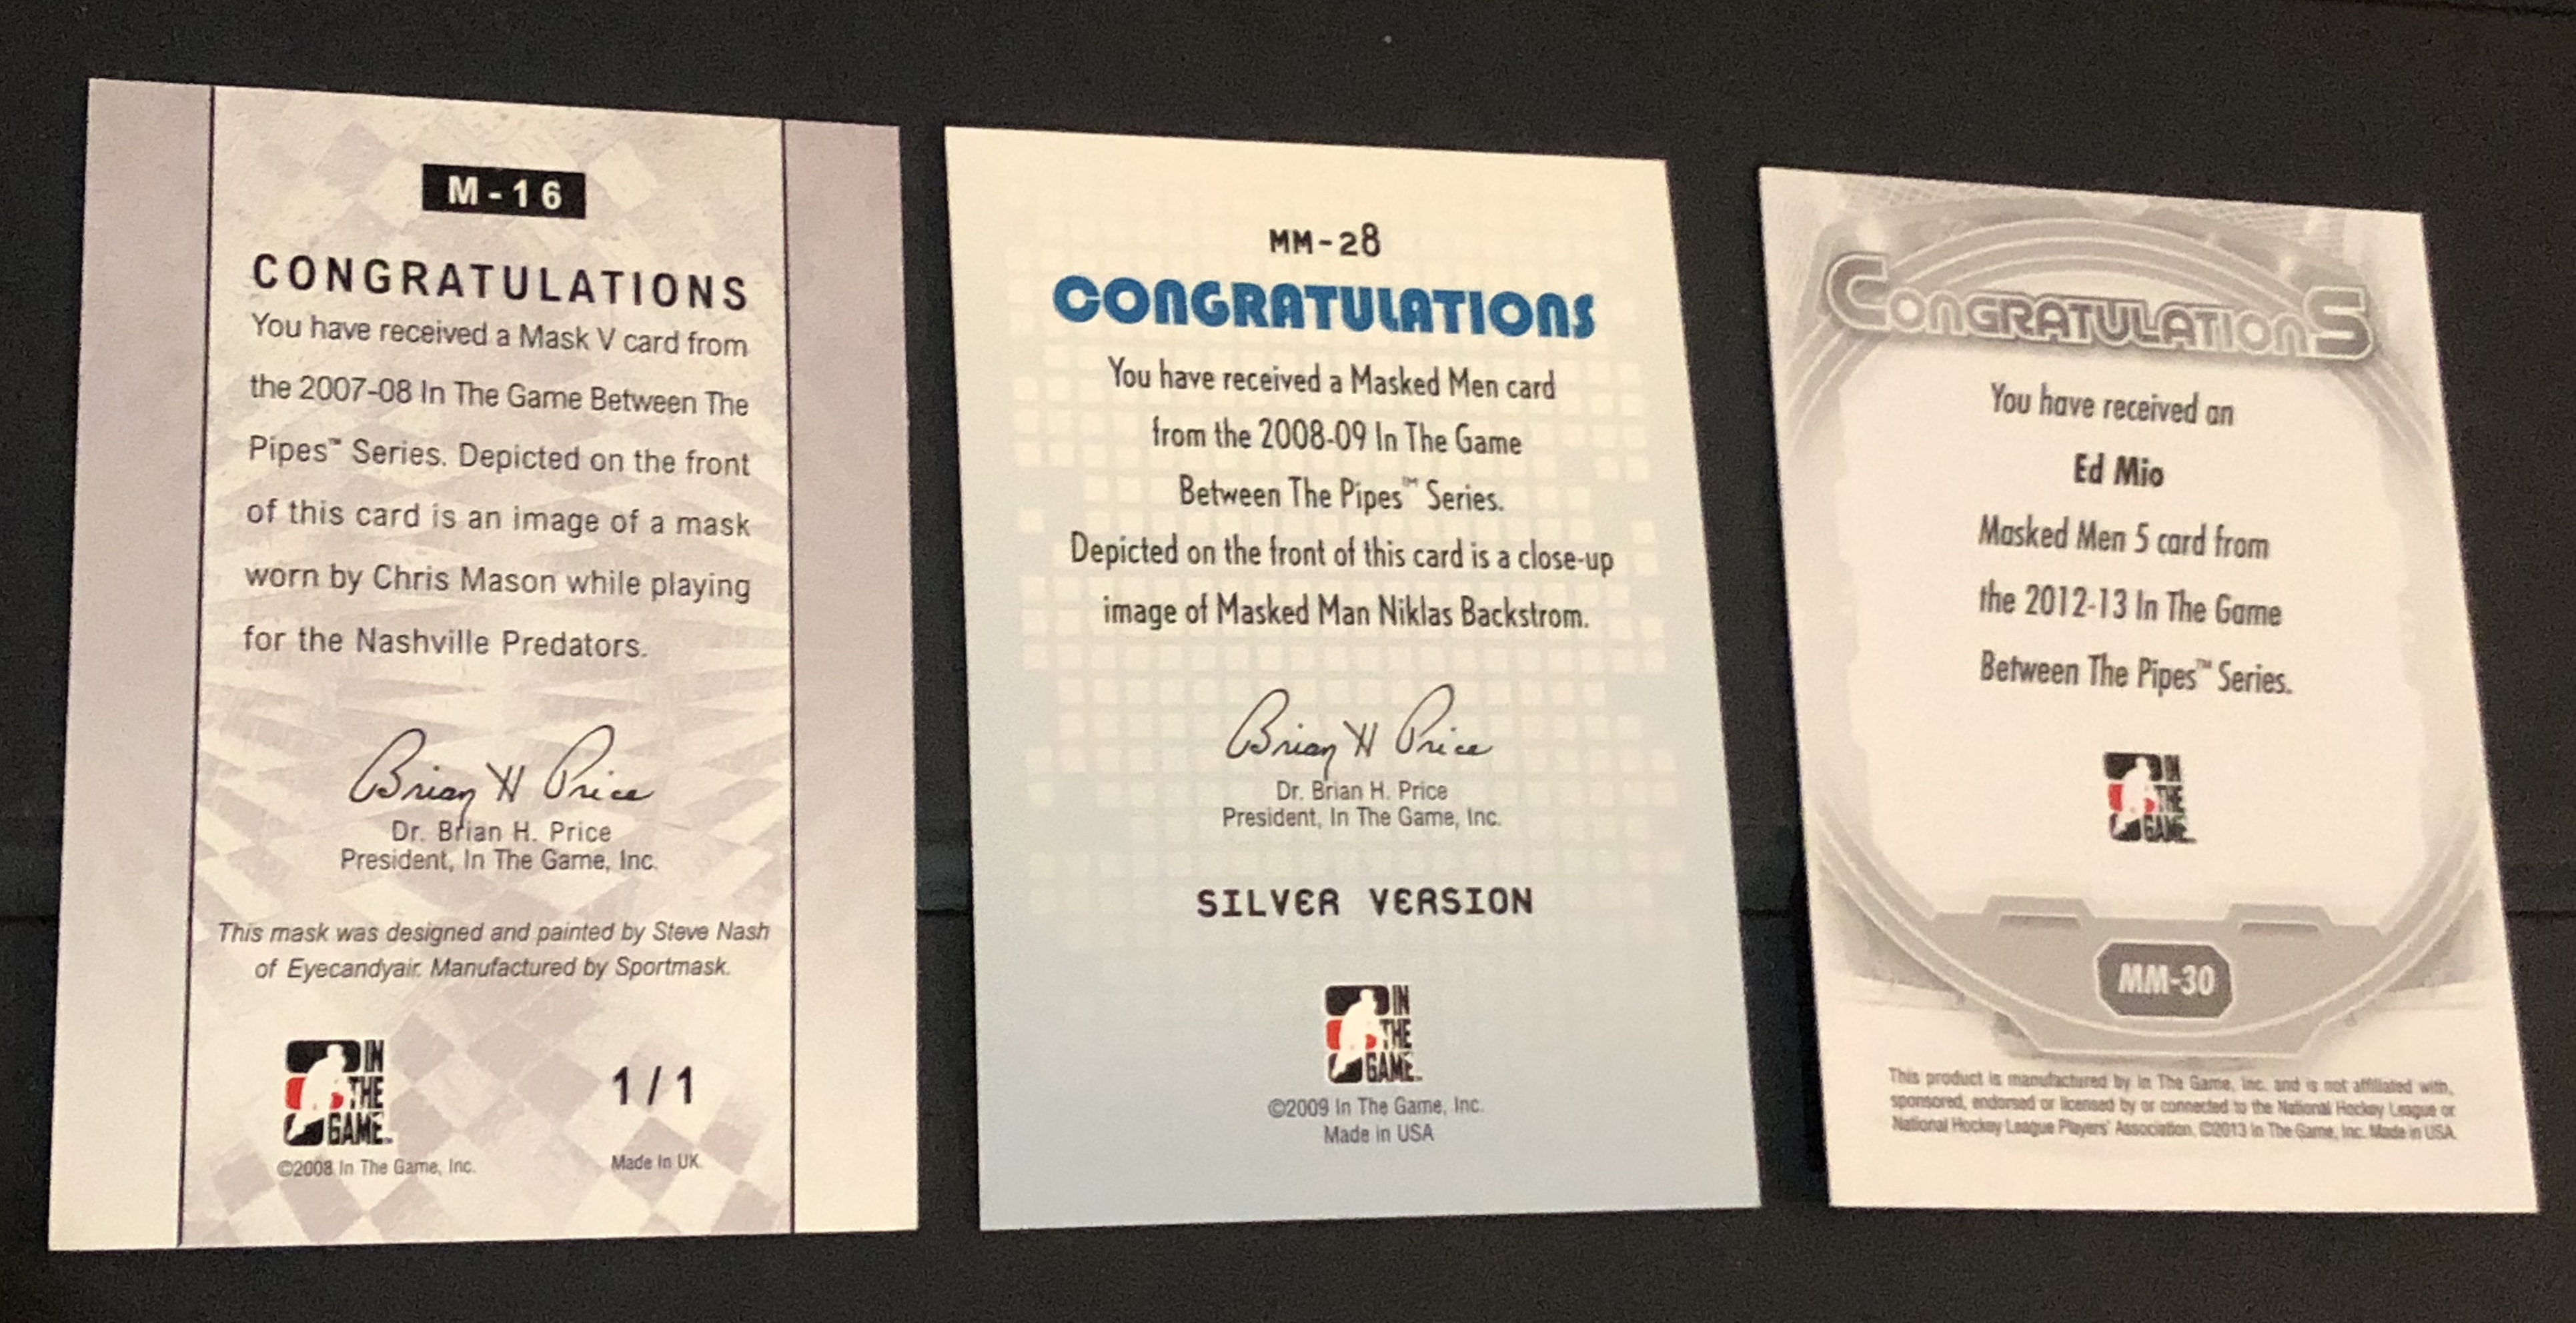 M-16
CONGRATULATIONS
You have received a Mask V card from
the 2007-08 In The Game Between The
Pipes™ Series. Depicted on the front
of this card is an image of a mask
worn by Chris Mason while playing
for the Nashville Predators.
Brian H Price
Dr. Brian H. Price
President, In The Game, Inc.
This mask was designed and painted by Steve Nash
of Eyecandyair. Manufactured by Sportmask.
IN
THE
GAME
1/1
©2008 In The Game, Inc.
Made In UK.
MM-28
CONGRATULATIONS
You have received a Masked Men card
from the 2008-09 In The Game
Between The Pipes™ Series.
Depicted on the front of this card is a close-up
image of Masked Man Niklas Backstrom.
Brian H Price
Dr. Brian H. Price
President, In The Game, Inc.
SILVER VERSION
IN
THE
GAME
©2009 In The Game, Inc.
Made in USA
CONGRATULATIONS
You have received an
Ed Mio
Masked Men 5 card from
the 2012-13 In The Game
Between The Pipes™ Series.
IN
THE
GAME
MM-30
This product is manufactured by In The Game, Inc. and is not affiliated with,
sponsored, endorsed or licensed by or connected to the National Hockey League or
National Hockey League Players' Association. ©2013 In The Game, Inc. Made in USA.